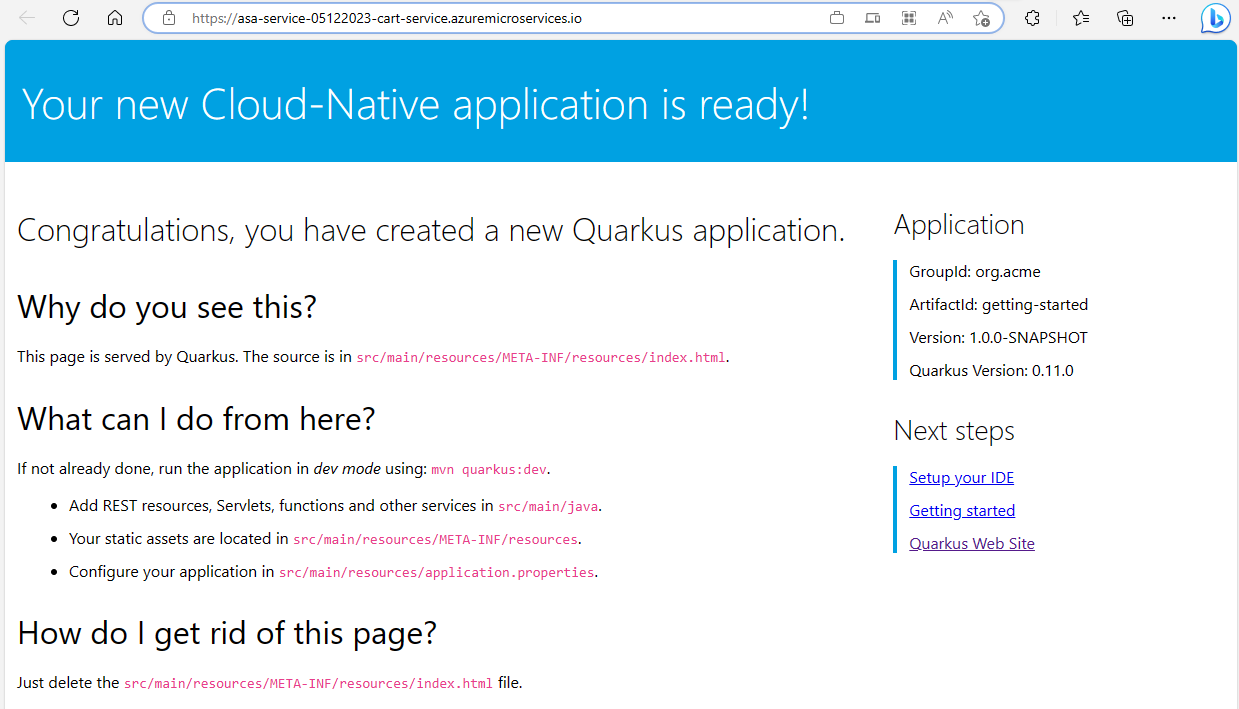 https://asa-service-05122023-cart-service.azuremicroservices.io
Your new Cloud-Native application is ready!
Congratulations, you have created a new Quarkus application.
Why do you see this?
This page is served by Quarkus. The source is in src/main/resources/META-INF/resources/index.html.
What can I do from here?
If not already done, run the application in dev mode using: mvn quarkus:dev.
• Add REST resources, Servlets, functions and other services in src/main/java.
• Your static assets are located in src/main/resources/META-INF/resources.
• Configure your application in src/main/resources/application.properties.
How do I get rid of this page?
Just delete the src/main/resources/META-INF/resources/index.html file.
Application
GroupId: org.acme
ArtifactId: getting-started
Version: 1.0.0-SNAPSHOT
Quarkus Version: 0.11.0
Next steps
Setup your IDE
Getting started
Quarkus Web Site